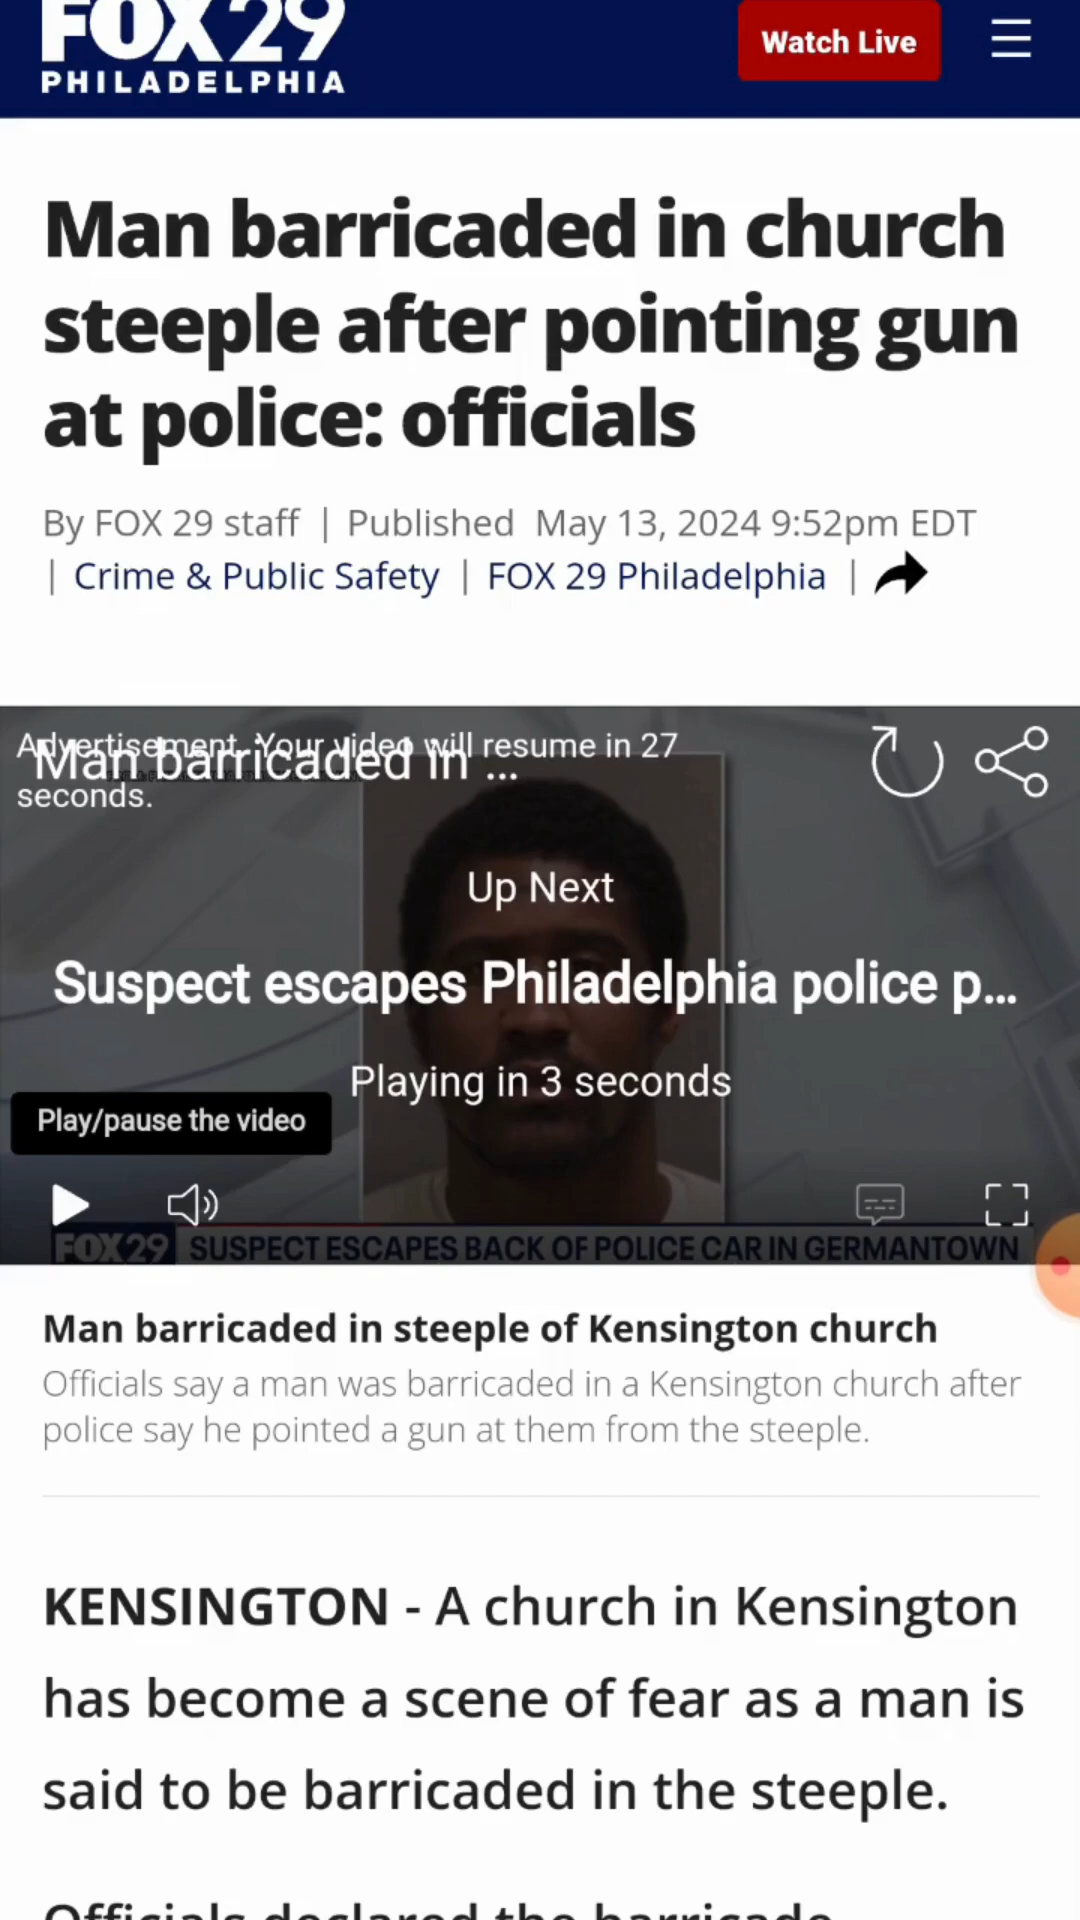 FOX 29
PHILADELPHIA
Watch Live
Man barricaded in church
steeple after pointing gun
at police: officials
By FOX 29 staff | Published May 13, 2024 9:52pm EDT
| Crime & Public Safety | FOX 29 Philadelphia |
Advertisement. Your video will resume in 27
seconds.
Man barricaded in ...
Up Next
Suspect escapes Philadelphia police p...
Playing in 3 seconds
Play/pause the video
FOX 29 SUSPECT ESCAPES BACK OF POLICE CAR IN GERMANTOWN
Man barricaded in steeple of Kensington church
Officials say a man was barricaded in a Kensington church after
police say he pointed a gun at them from the steeple.
KENSINGTON - A church in Kensington
has become a scene of fear as a man is
said to be barricaded in the steeple.
Officials declared the barricade